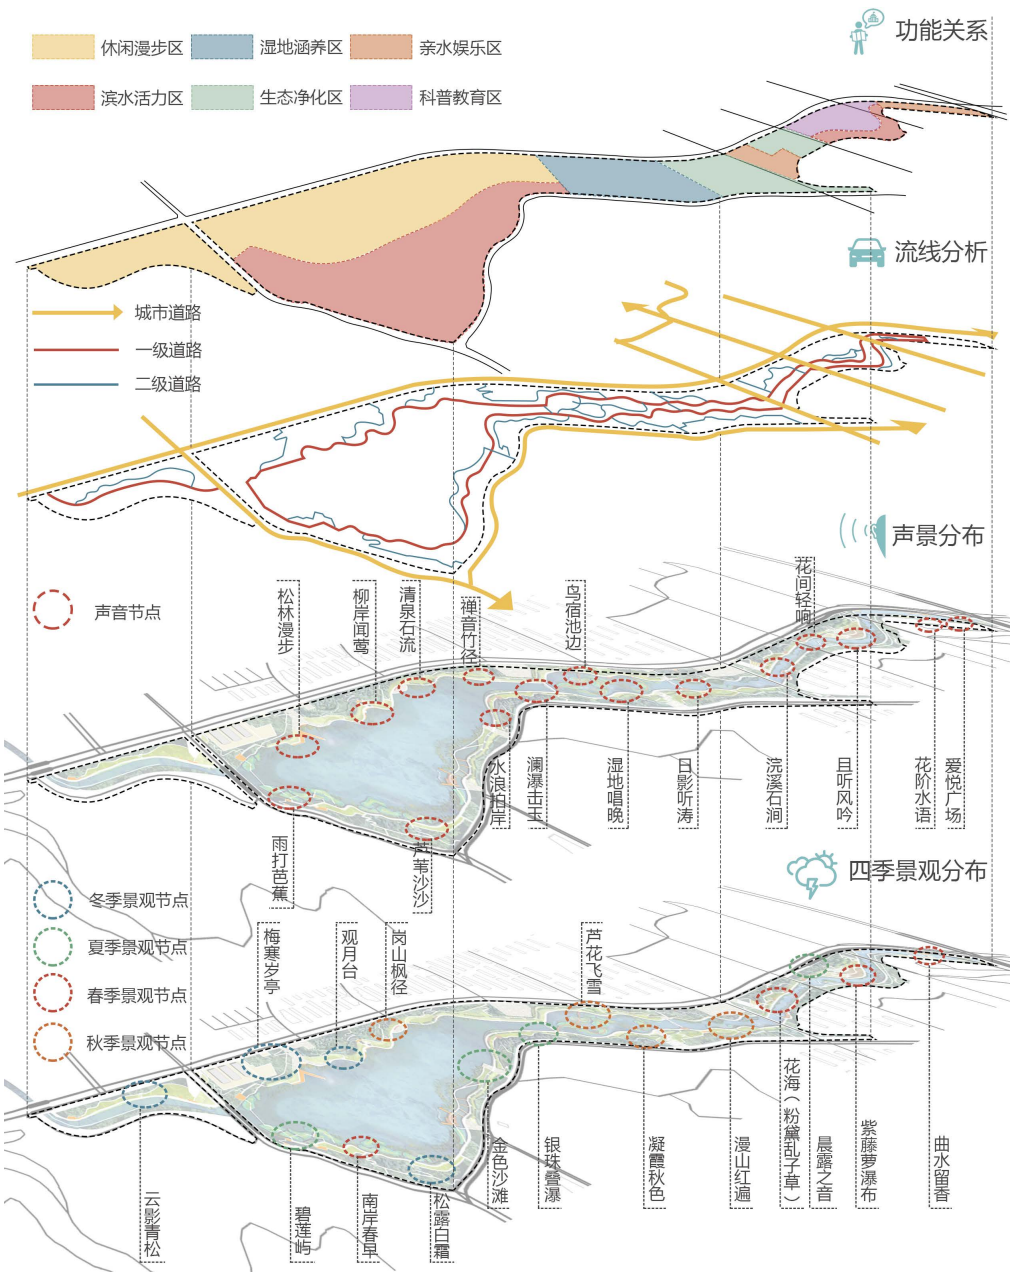 功能关系
休闲漫步区
湿地涵养区
亲水娱乐区
滨水活力区
生态净化区
科普教育区
流线分析
城市道路
一级道路
二级道路
声景分布
声音节点
松林漫步
柳岸闻莺
清泉石流
禅音竹径
鸟宿池边
花间轻响
水浪拍岸
澜瀑击玉
湿地唱晚
日影听涛
浣溪石涧
且听风吟
花阶水语
爱悦广场
雨打芭蕉
芦苇沙沙
四季景观分布
冬季景观节点
夏季景观节点
春季景观节点
秋季景观节点
梅寒岁亭
观月台
岗山枫径
芦花飞雪
云影青松
碧莲屿
南岸春早
松露白霜
金色沙滩
银珠叠瀑
凝霞秋色
漫山红遍
花海（粉黛乱子草）
晨露之音
紫藤萝瀑布
曲水留香